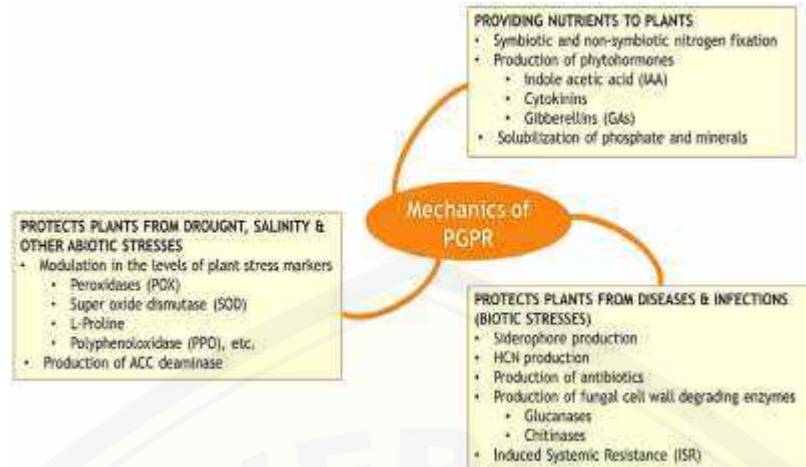 PROVIDING NUTRIENTS TO PLANTS
• Symbiotic and non-symbiotic nitrogen fixation
• Production of phytohormones
• Indole acetic acid (IAA)
• Cytokinins
• Gibberellins (GAs)
• Solubilization of phosphate and minerals
Mechanics of
PGPR
PROTECTS PLANTS FROM DROUGHT, SALINITY &
OTHER ABIOTIC STRESSES
• Modulation in the levels of plant stress markers
• Peroxidases (POX)
• Super oxide dismutase (SOD)
• L-Proline
• Polyphenoloxidase (PPO), etc.
• Production of ACC deaminase
PROTECTS PLANTS FROM DISEASES & INFECTIONS
(BIOTIC STRESSES)
• Siderophore production
• HCN production
• Production of antibiotics
• Production of fungal cell wall degrading enzymes
• Glucanases
• Chitinases
• Induced Systemic Resistance (ISR)